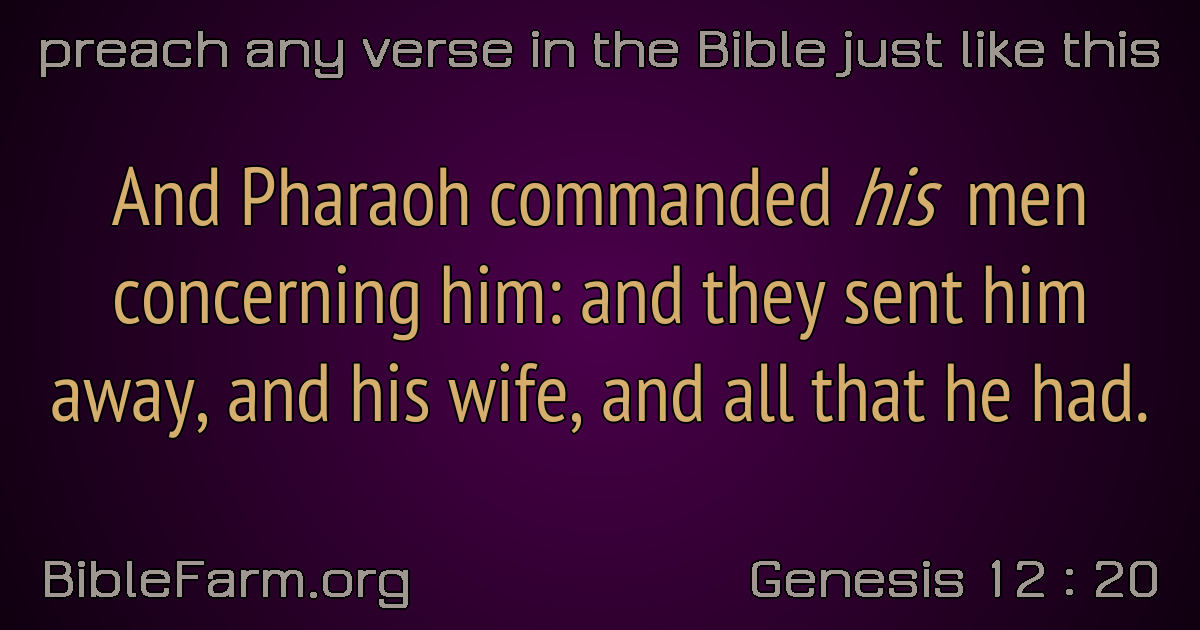 preach any verse in the Bible just like this
And Pharaoh commanded his men
concerning him: and they sent him
away, and his wife, and all that he had.
BibleFarm.org
Genesis 12 : 20